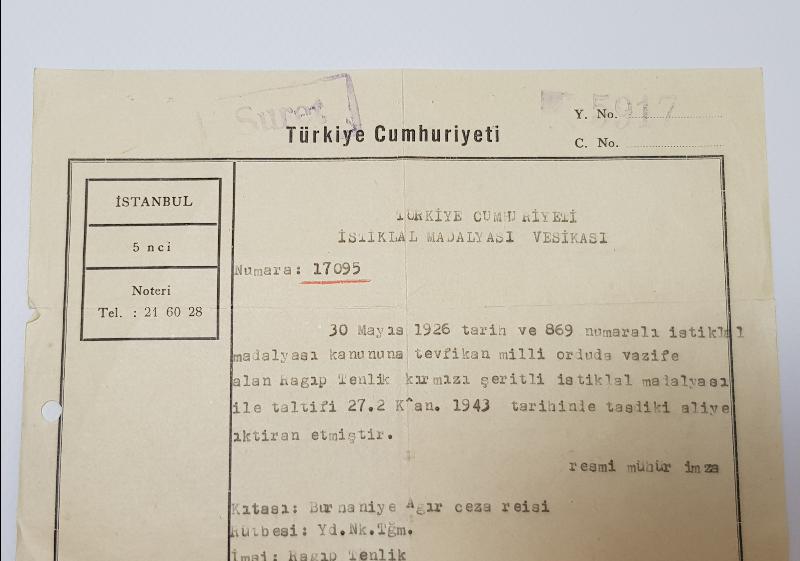 Suret
Türkiye Cumhuriyeti
Y. No. 5917
C. No.
İSTANBUL
5 nci
Noteri
Tel. : 21 60 28
TÜRKİYE CUMHURİYETİ
İSTİKLAL MADALYASI VESİKASI
Numara: 17095
30 Mayıs 1926 tarih ve 869 numaralı istiklal
madalyası kanununa tevfikan milli orduda vazife
alan Ragıp Tenlik kırmızı şeritli istiklal madalyası
ile taltifi 27.2 K^an. 1943 tarihinde tasdiki aliye
aktiran etmiştir.
resmi mühür imza
Kıtası: Burhaniye Agır ceza reisi
Rütbesi: Yd.Nk.Tğm.
İmsi: Ragıp Tenlik